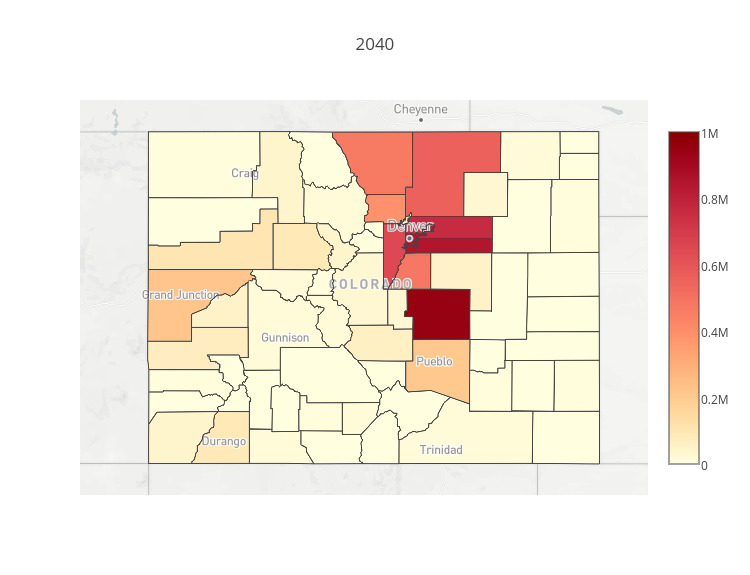 2040
Cheyenne
Craig
Denver
COLORADO
Grand Junction
Gunnison
Pueblo
Durango
Trinidad
1M
0.8M
0.6M
0.4M
0.2M
0